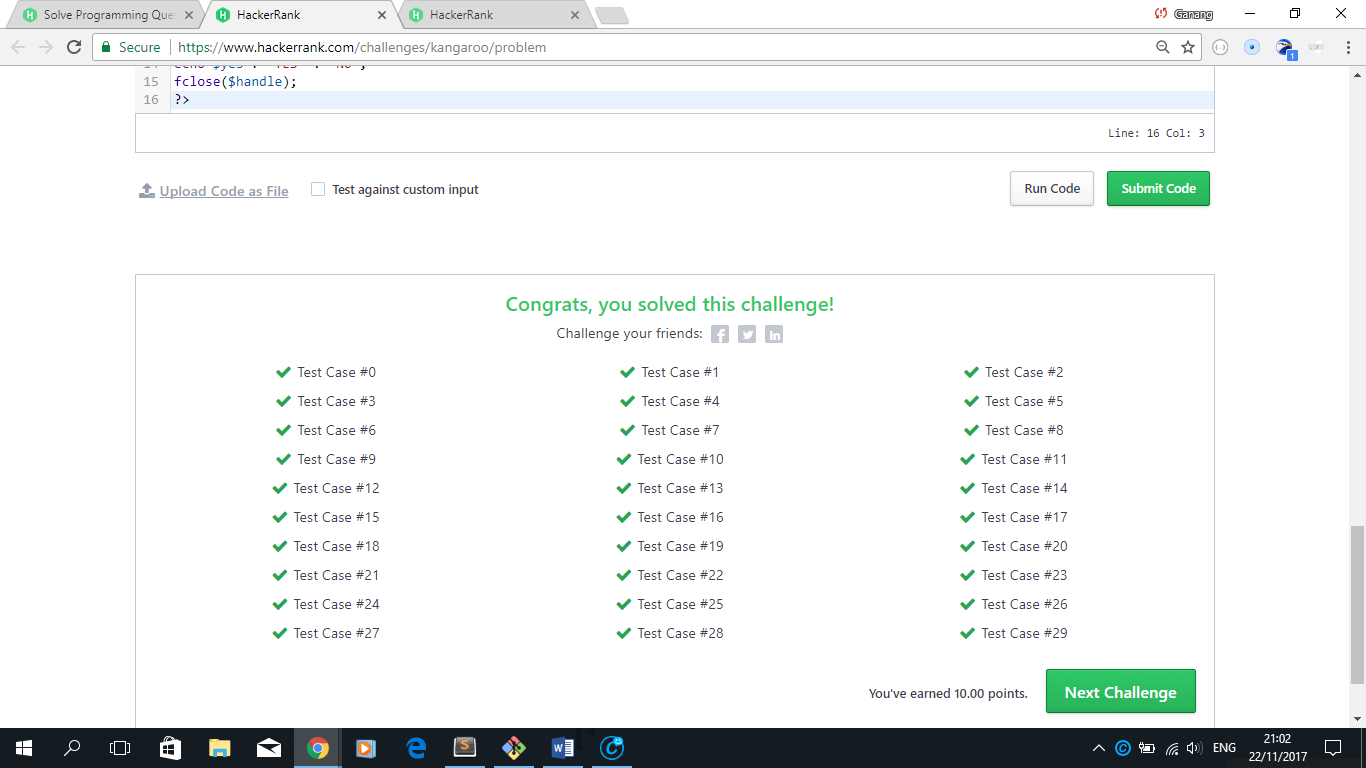 Solve Programming Que
HackerRank
HackerRank
Ganang
Secure
https://www.hackerrank.com/challenges/kangaroo/problem
1
15 fclose($handle);
16 ?>
Line: 16 Col: 3
Upload Code as File
Test against custom input
Run Code
Submit Code
Congrats, you solved this challenge!
Challenge your friends:
Test Case #0 Test Case #1 Test Case #2
Test Case #3 Test Case #4 Test Case #5
Test Case #6 Test Case #7 Test Case #8
Test Case #9 Test Case #10 Test Case #11
Test Case #12 Test Case #13 Test Case #14
Test Case #15 Test Case #16 Test Case #17
Test Case #18 Test Case #19 Test Case #20
Test Case #21 Test Case #22 Test Case #23
Test Case #24 Test Case #25 Test Case #26
Test Case #27 Test Case #28 Test Case #29
You've earned 10.00 points.
Next Challenge
ENG
21:02
22/11/2017